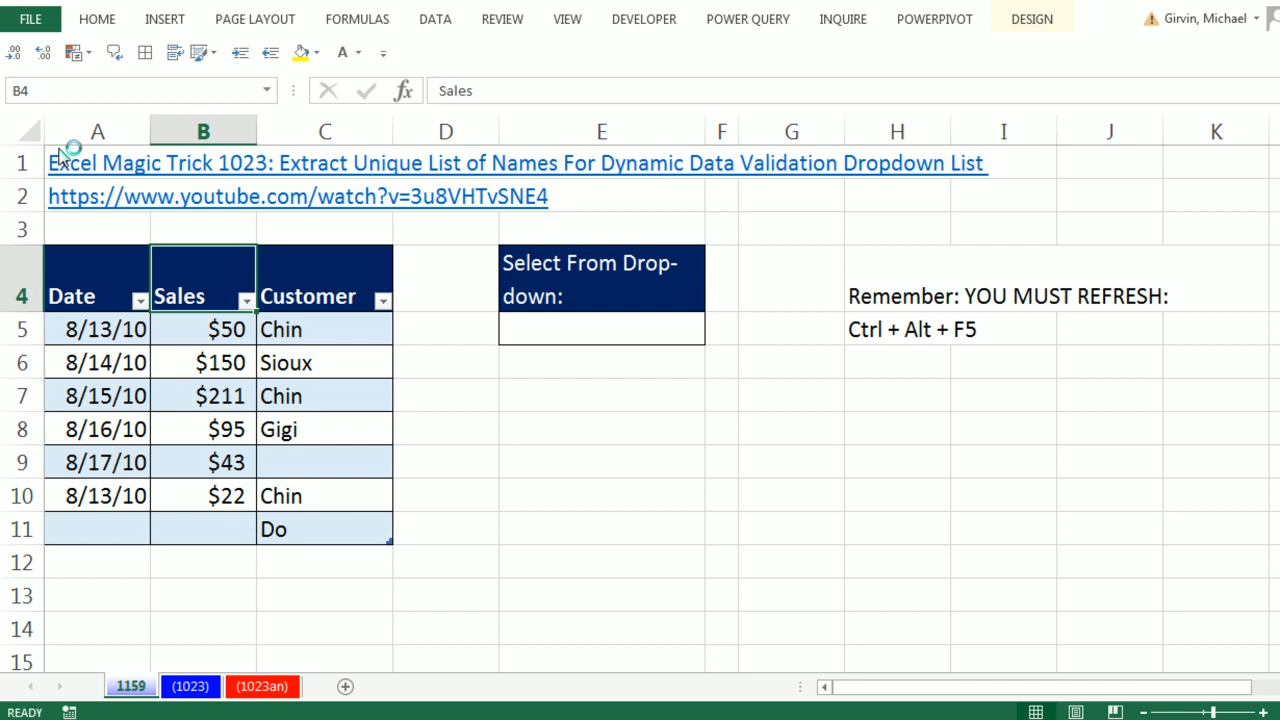 FILE HOME INSERT PAGE LAYOUT FORMULAS DATA REVIEW VIEW DEVELOPER POWER QUERY INQUIRE POWERPIVOT DESIGN Girvin, Michael
B4 fx Sales
A B C D E F G H I J K
1 Excel Magic Trick 1023: Extract Unique List of Names For Dynamic Data Validation Dropdown List
2 https://www.youtube.com/watch?v=3u8VHTvSNE4
3
Select From Drop-
4 Date Sales Customer down: Remember: YOU MUST REFRESH:
5 8/13/10 $50 Chin Ctrl + Alt + F5
6 8/14/10 $150 Sioux
7 8/15/10 $211 Chin
8 8/16/10 $95 Gigi
9 8/17/10 $43
10 8/13/10 $22 Chin
11 Do
12
13
14
15
1159 (1023) (1023an)
READY